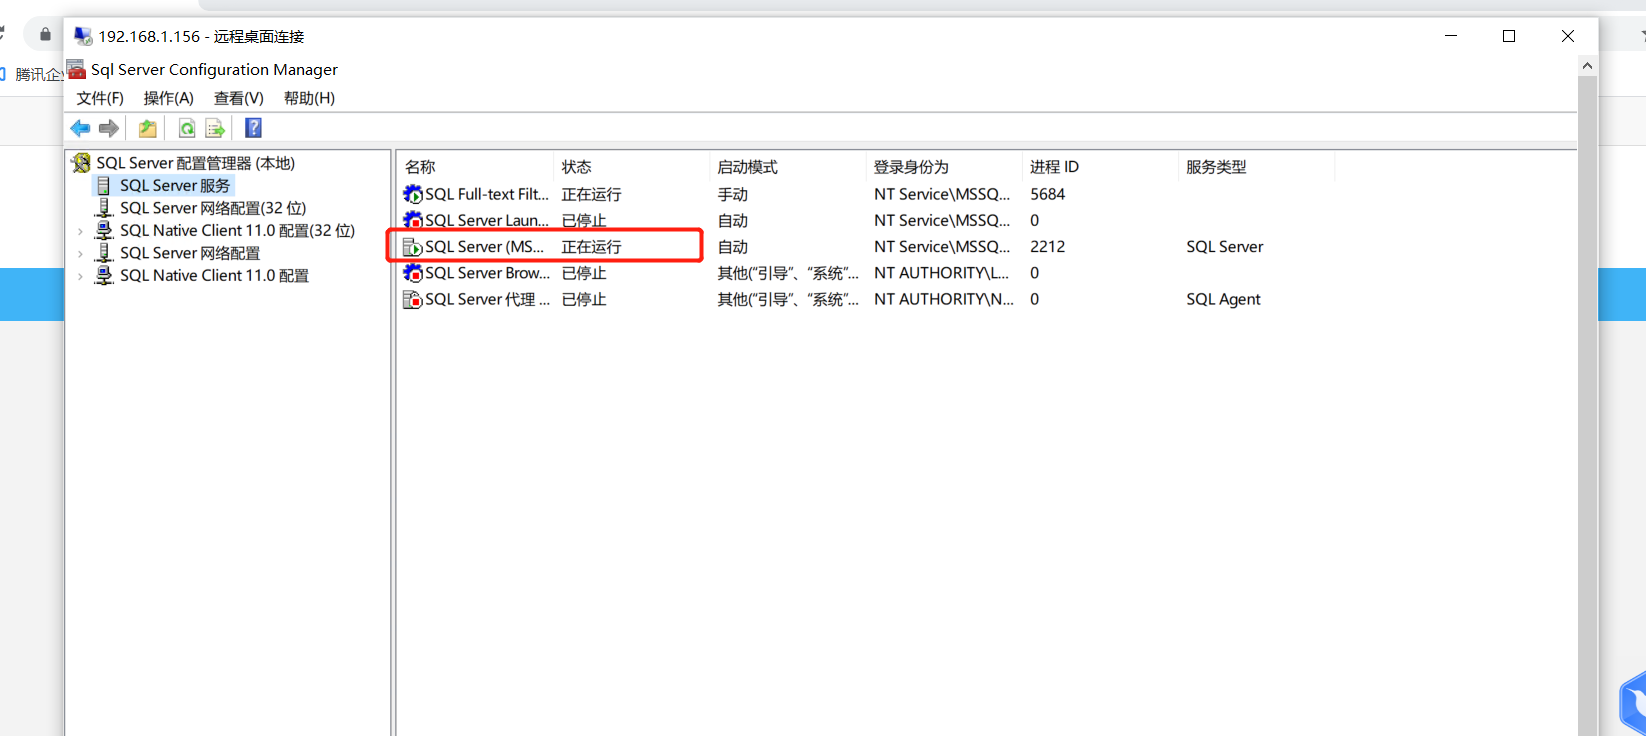 192.168.1.156 - 远程桌面连接
腾讯企业
Sql Server Configuration Manager
文件(F) 操作(A) 查看(V) 帮助(H)
SQL Server 配置管理器 (本地)
SQL Server 服务
SQL Server 网络配置(32 位)
SQL Native Client 11.0 配置(32 位)
SQL Server 网络配置
SQL Native Client 11.0 配置
名称 状态 启动模式 登录身份为 进程 ID 服务类型
SQL Full-text Filt... 正在运行 手动 NT Service\MSSQ... 5684
SQL Server Laun... 已停止 自动 NT Service\MSSQ... 0
SQL Server (MS... 正在运行 自动 NT Service\MSSQ... 2212 SQL Server
SQL Server Brow... 已停止 其他("引导"、"系统"... NT AUTHORITY\L... 0
SQL Server 代理 ... 已停止 其他("引导"、"系统"... NT AUTHORITY\N... 0 SQL Agent